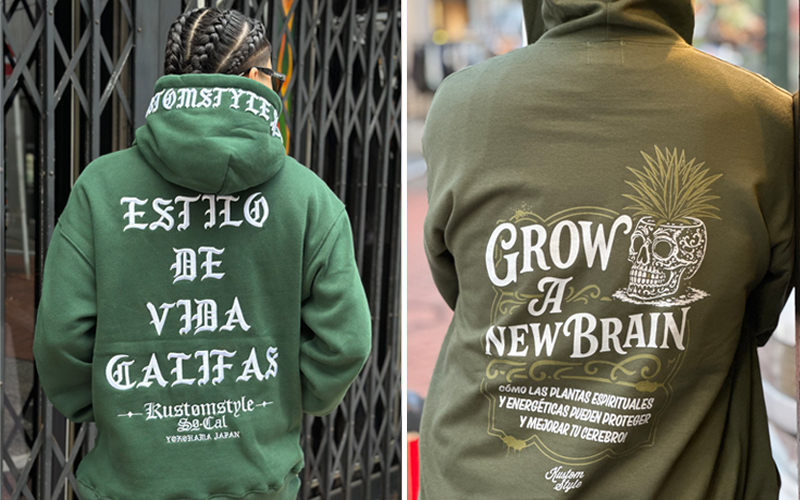 ESTILO
DE
VIDA
CALIFAS
Kustomstyle
So-Cal
YOKOHAMA JAPAN
GROW
A
NEW BRAIN
CÓMO LAS PLANTAS ESPIRITUALES
Y ENERGÉTICAS PUEDEN PROTEGER
Y MEJORAR TU CEREBRO!
Kustom
Style